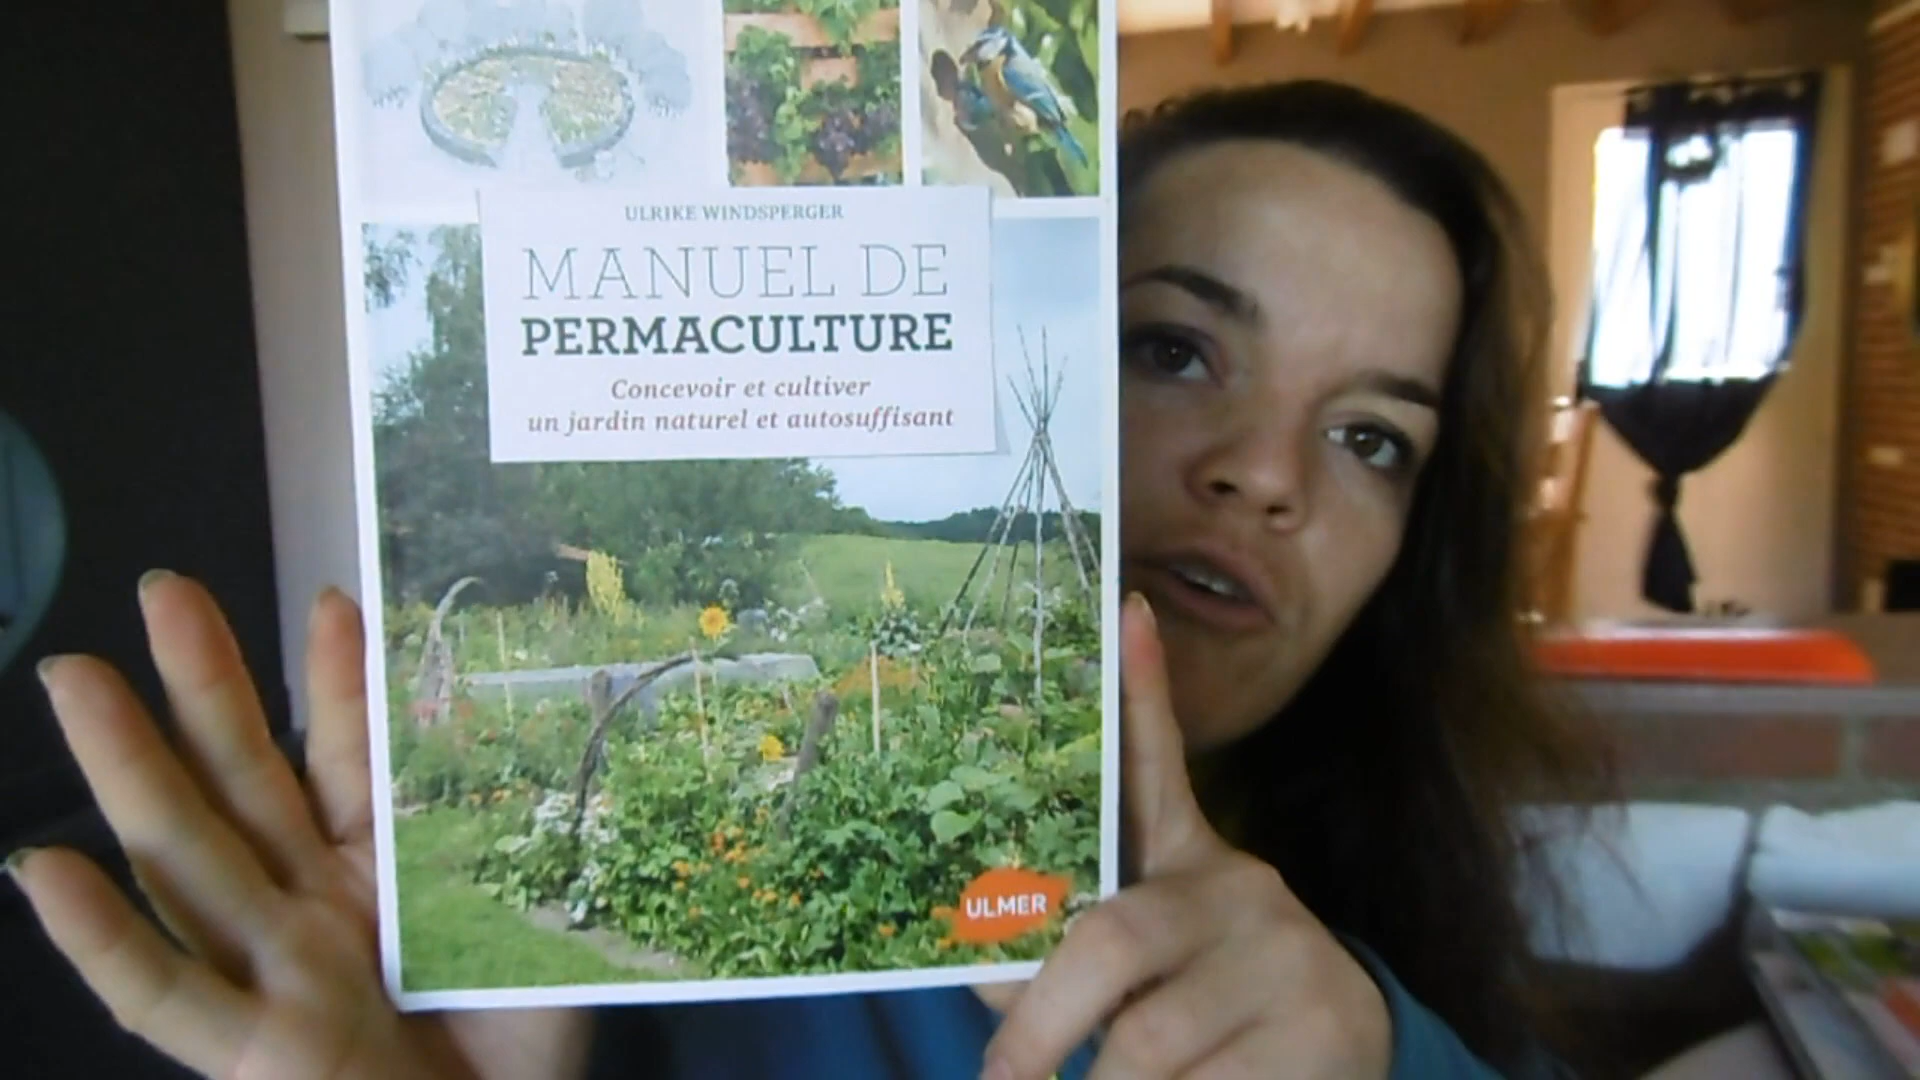 ULRIKE WINDSPERGER
MANUEL DE
PERMACULTURE
Concevoir et cultiver
un jardin naturel et autosuffisant
ULMER